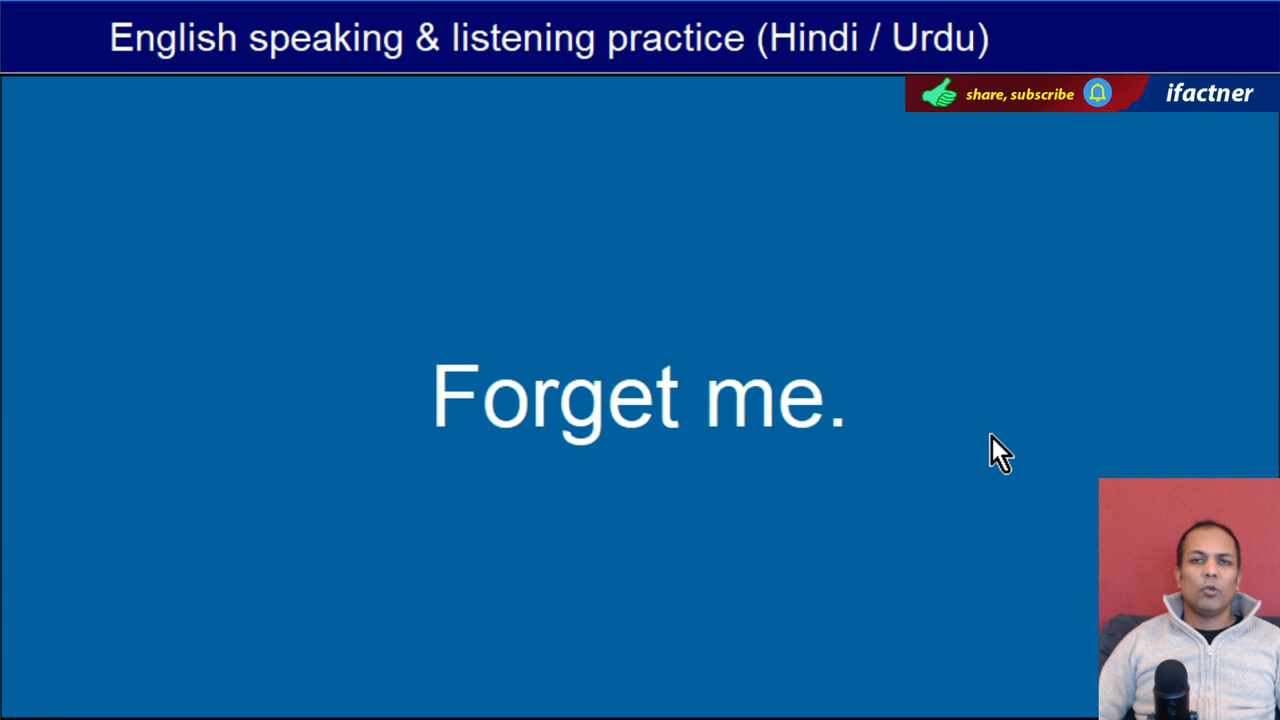 English speaking & listening practice (Hindi / Urdu)
share, subscribe
ifactner
Forget me.